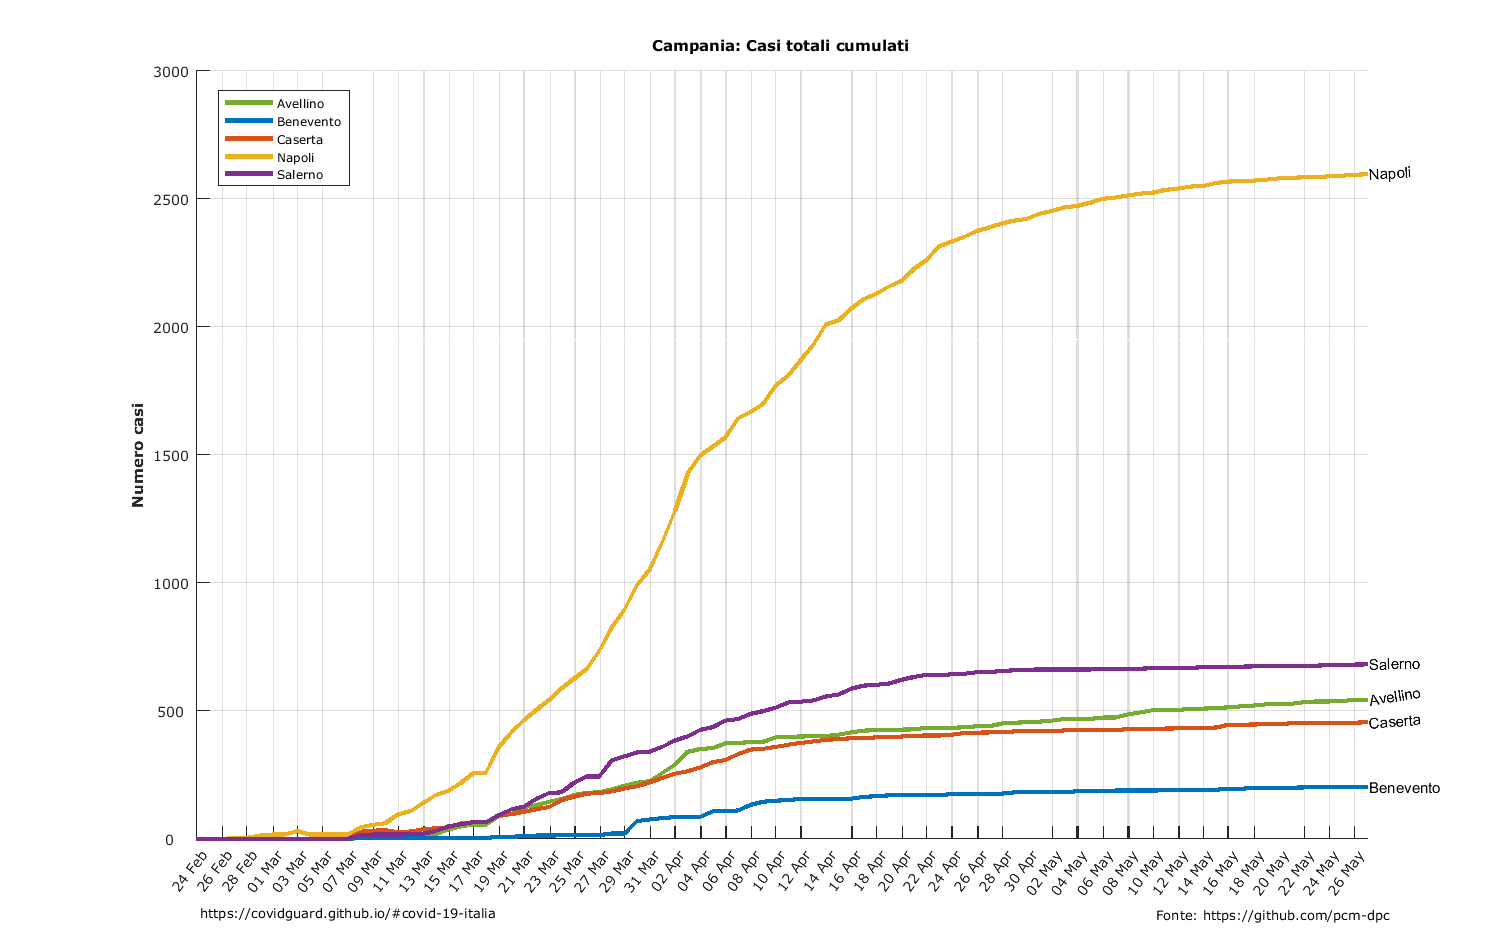 Campania: Casi totali cumulati
3000
2500
2000
1500
1000
500
0
Numero casi
Avellino
Benevento
Caserta
Napoli
Salerno
Napoli
Salerno
Avellino
Caserta
Benevento
24 Feb
26 Feb
28 Feb
01 Mar
03 Mar
05 Mar
07 Mar
09 Mar
11 Mar
13 Mar
15 Mar
17 Mar
19 Mar
21 Mar
23 Mar
25 Mar
27 Mar
29 Mar
31 Mar
02 Apr
04 Apr
06 Apr
08 Apr
10 Apr
12 Apr
14 Apr
16 Apr
18 Apr
20 Apr
22 Apr
24 Apr
26 Apr
28 Apr
30 Apr
02 May
04 May
06 May
08 May
10 May
12 May
14 May
16 May
18 May
20 May
22 May
24 May
26 May
https://covidguard.github.io/#covid-19-italia
Fonte: https://github.com/pcm-dpc